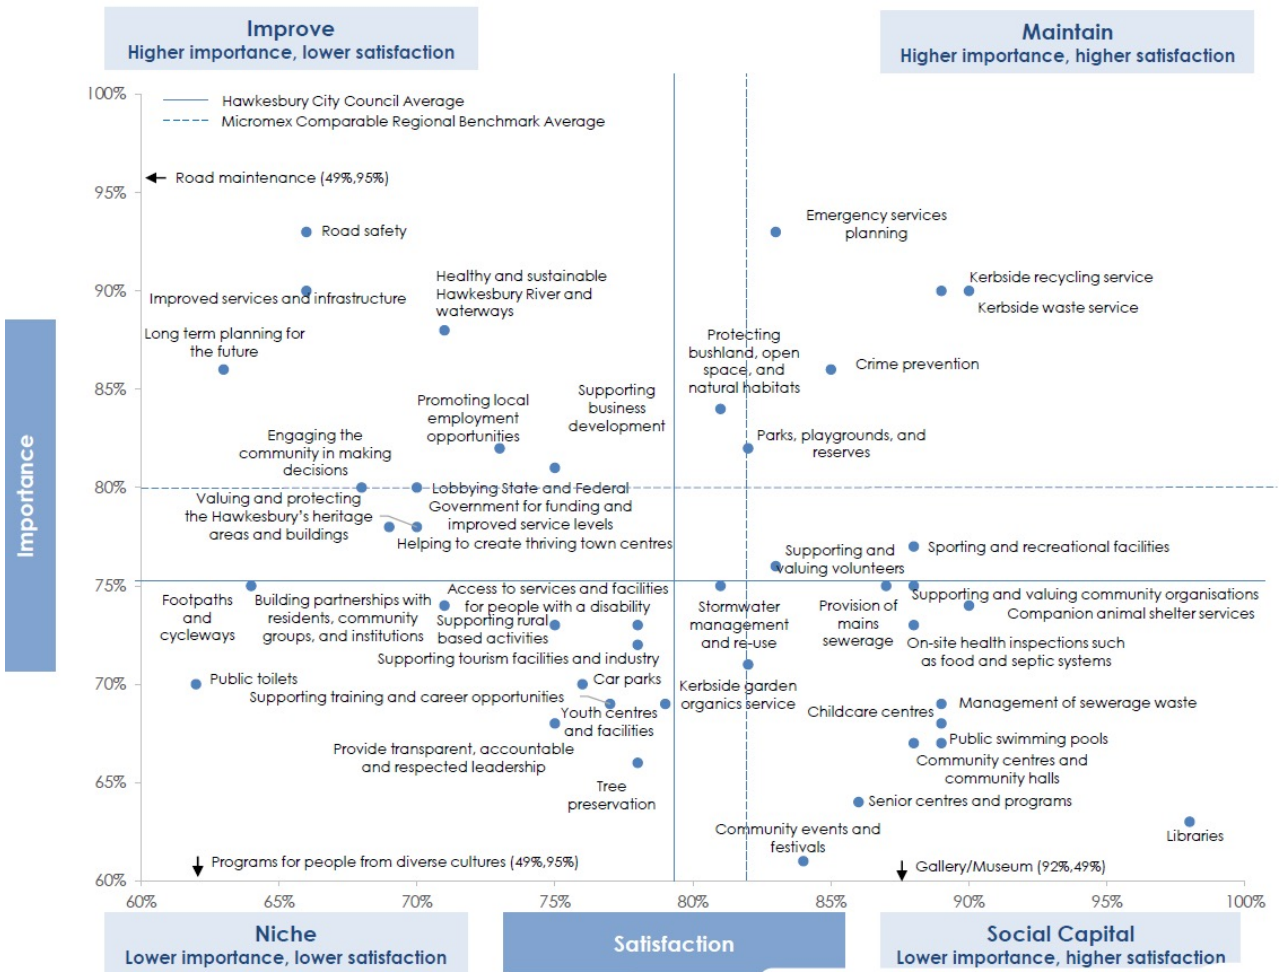 Improve
Higher importance, lower satisfaction
Maintain
Higher importance, higher satisfaction
100%
Hawkesbury City Council Average
Micromex Comparable Regional Benchmark Average
Road maintenance (49%,95%)
95%
Road safety
Emergency services
planning
Healthy and sustainable
Hawkesbury River and
waterways
90%
Improved services and infrastructure
Kerbside recycling service
Kerbside waste service
Long term planning for
the future
Protecting
bushland, open
space, and
natural habitats
Crime prevention
85%
Promoting local
employment
opportunities
Supporting
business
development
Engaging the
community in making
decisions
Parks, playgrounds, and
reserves
80%
Lobbying State and Federal
Government for funding and
improved service levels
Valuing and protecting
the Hawkesbury's heritage
areas and buildings
Helping to create thriving town centres
Supporting and
valuing volunteers
Sporting and recreational facilities
Importance
75%
Footpaths
and
cycleways
Building partnerships with
residents, community
groups, and institutions
Access to services and facilities
for people with a disability
Supporting rural
based activities
Stormwater
management
and re-use
Provision of
mains
sewerage
Supporting and valuing community organisations
Companion animal shelter services
On-site health inspections such
as food and septic systems
Supporting tourism facilities and industry
70%
Public toilets
Car parks
Supporting training and career opportunities
Kerbside garden
organics service
Youth centres
and facilities
Childcare centres
Management of sewerage waste
Provide transparent, accountable
and respected leadership
Public swimming pools
Community centres and
community halls
65%
Tree
preservation
Senior centres and programs
Community events and
festivals
Libraries
Programs for people from diverse cultures (49%,95%)
Gallery/Museum (92%,49%)
60%
60%
65%
70%
75%
80%
85%
90%
95%
100%
Niche
Lower importance, lower satisfaction
Satisfaction
Social Capital
Lower importance, higher satisfaction